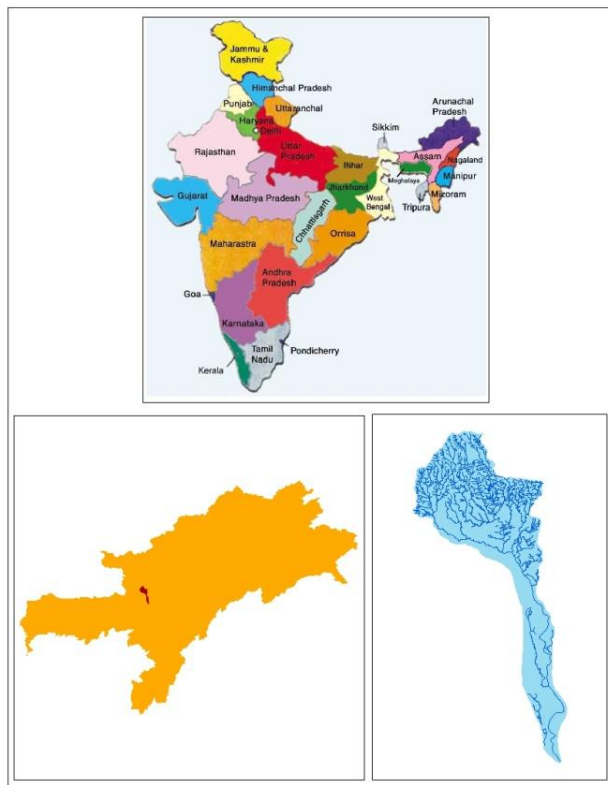 Jammu &
Kashmir
Himanchal Pradesh
Punjab
Uttaranchal
Haryana
Delhi
Arunachal
Pradesh
Sikkim
Rajasthan
Uttar
Pradesh
Assam
Nagaland
Bihar
Meghalaya
Manipur
Gujarat
Madhya Pradesh
Jharkhand
West
Bengal
Tripura
Mizoram
Chhattisgarh
Maharastra
Orrisa
Andhra
Pradesh
Goa
Karnataka
Tamil
Nadu
Pondicherry
Kerala